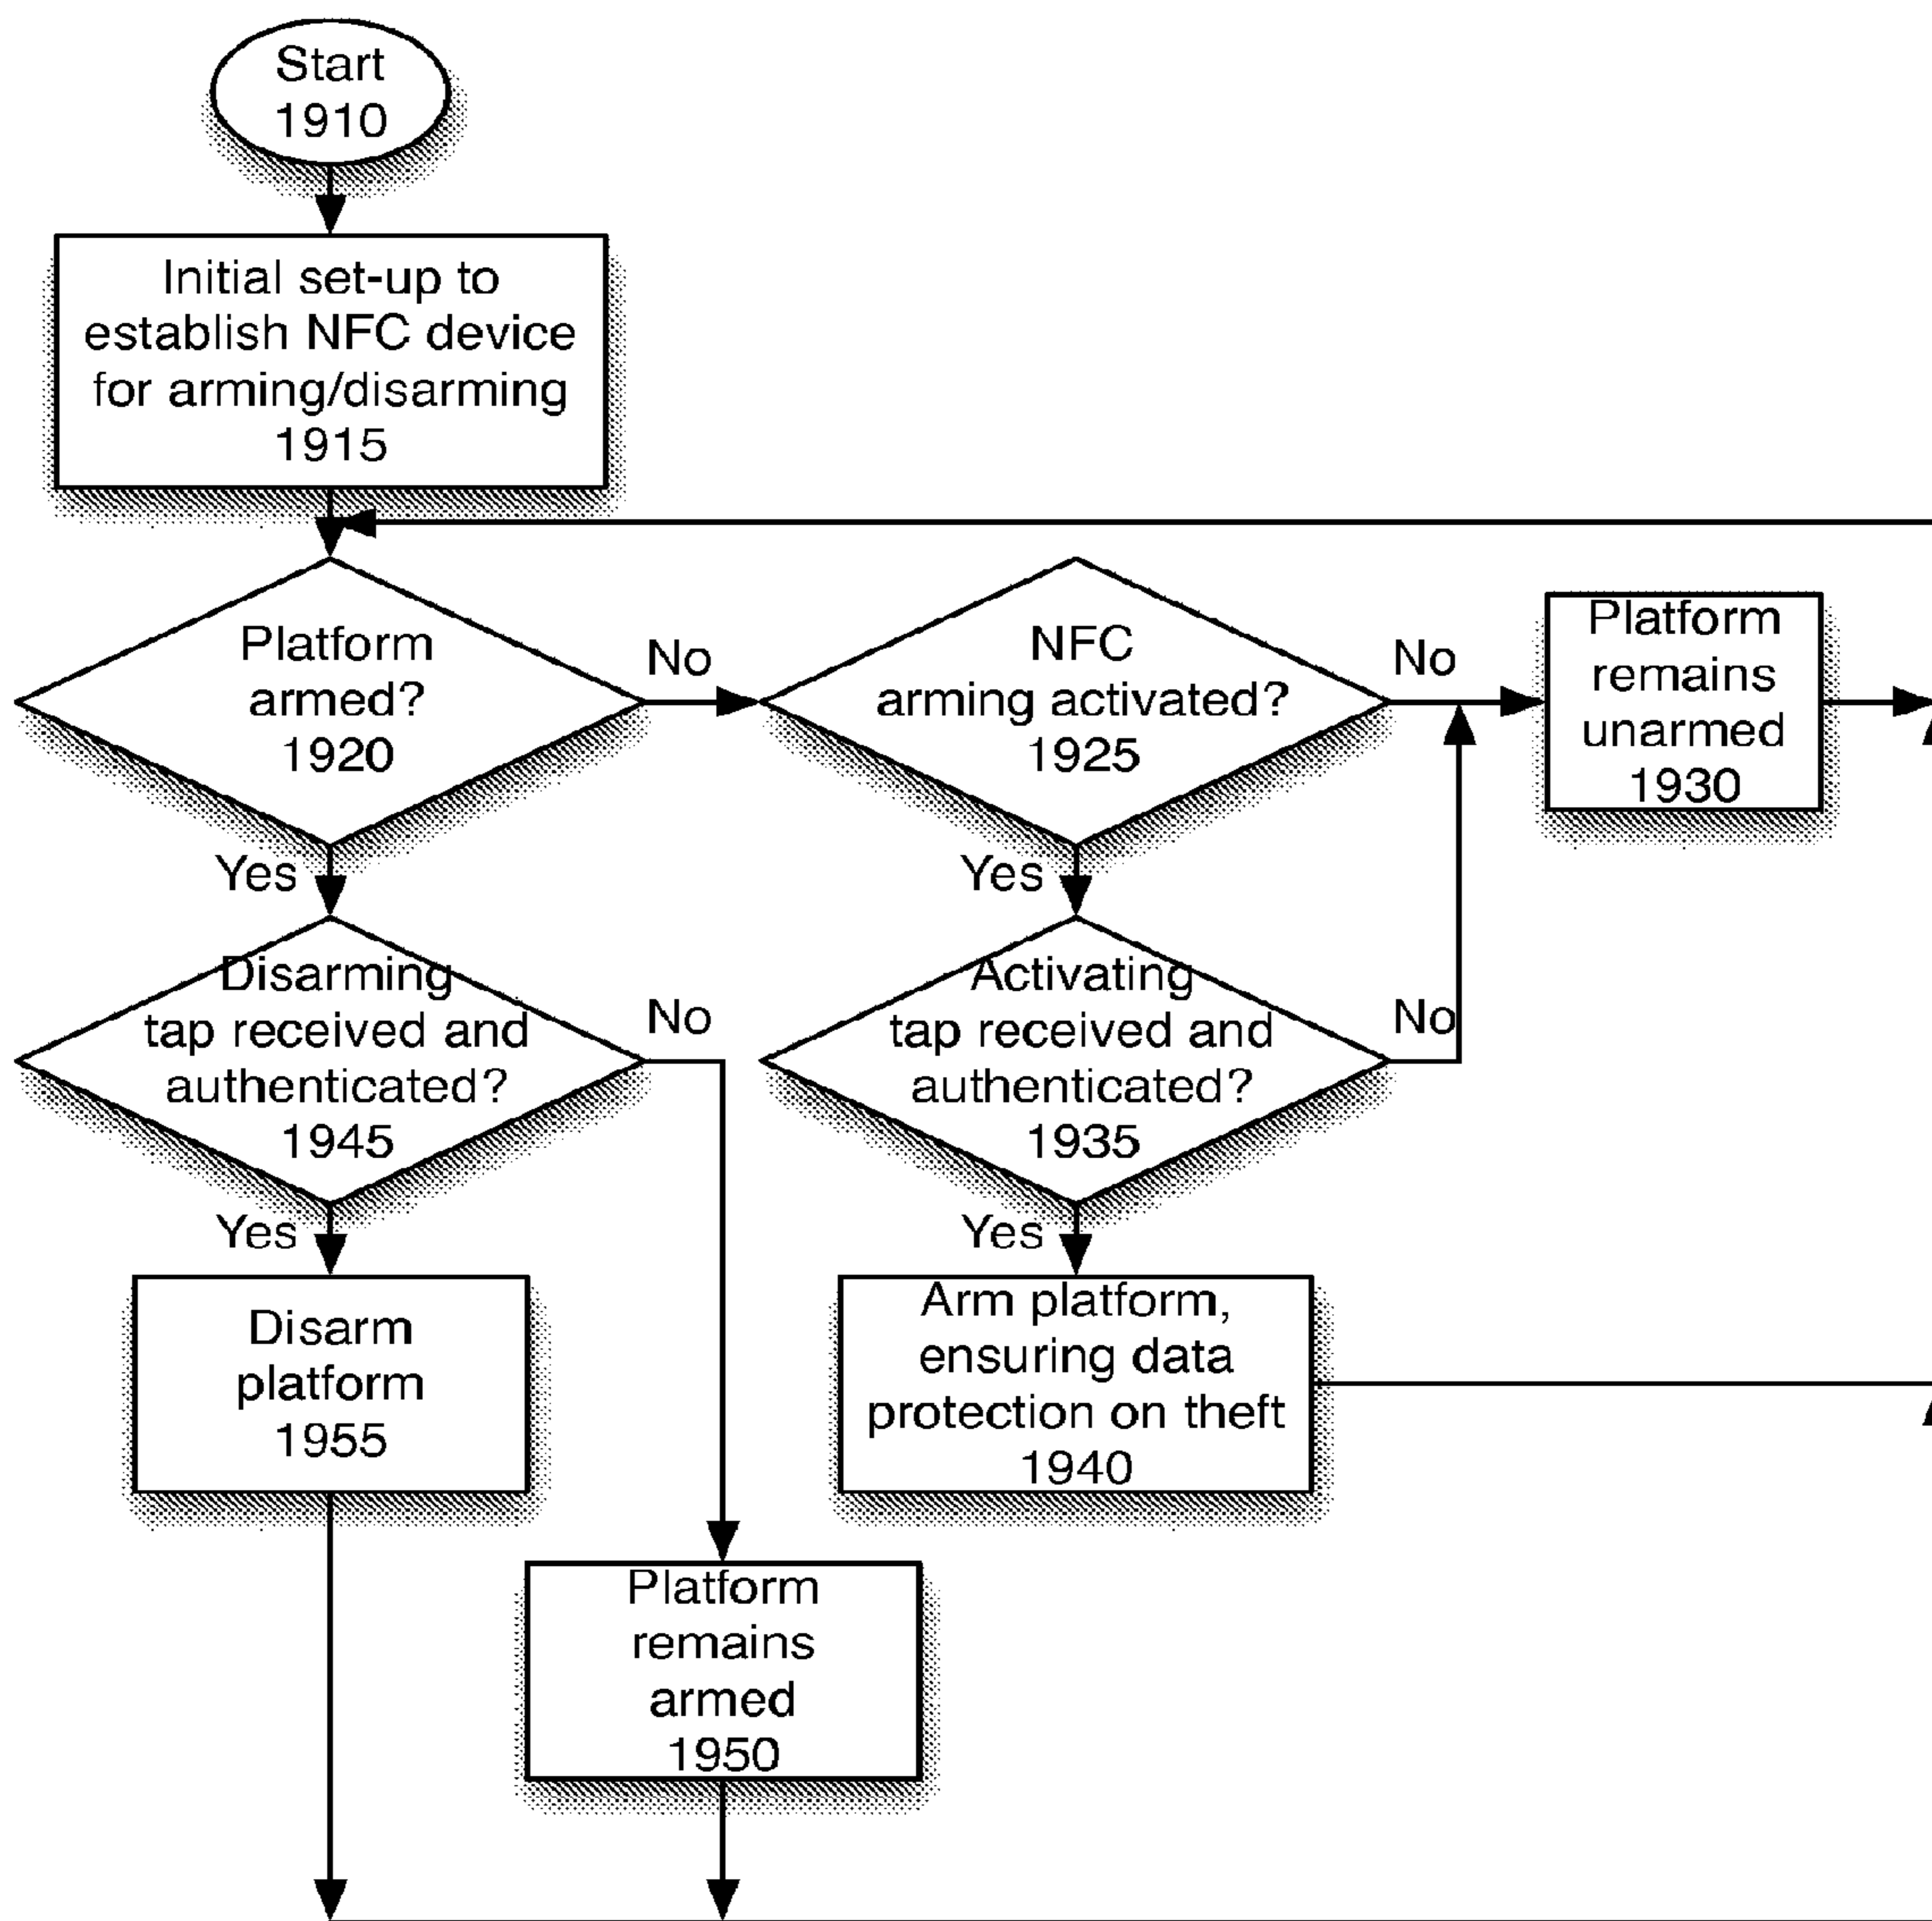 Start
1910
Initial set-up to
establish NFC device
for arming/disarming
1915
Platform
armed?
1920
No
NFC
arming activated?
1925
No
Platform
remains
unarmed
1930
Yes
Yes
Disarming
tap received and
authenticated?
1945
No
Activating
tap received and
authenticated?
1935
No
Yes
Yes
Disarm
platform
1955
Arm platform,
ensuring data
protection on theft
1940
Platform
remains
armed
1950